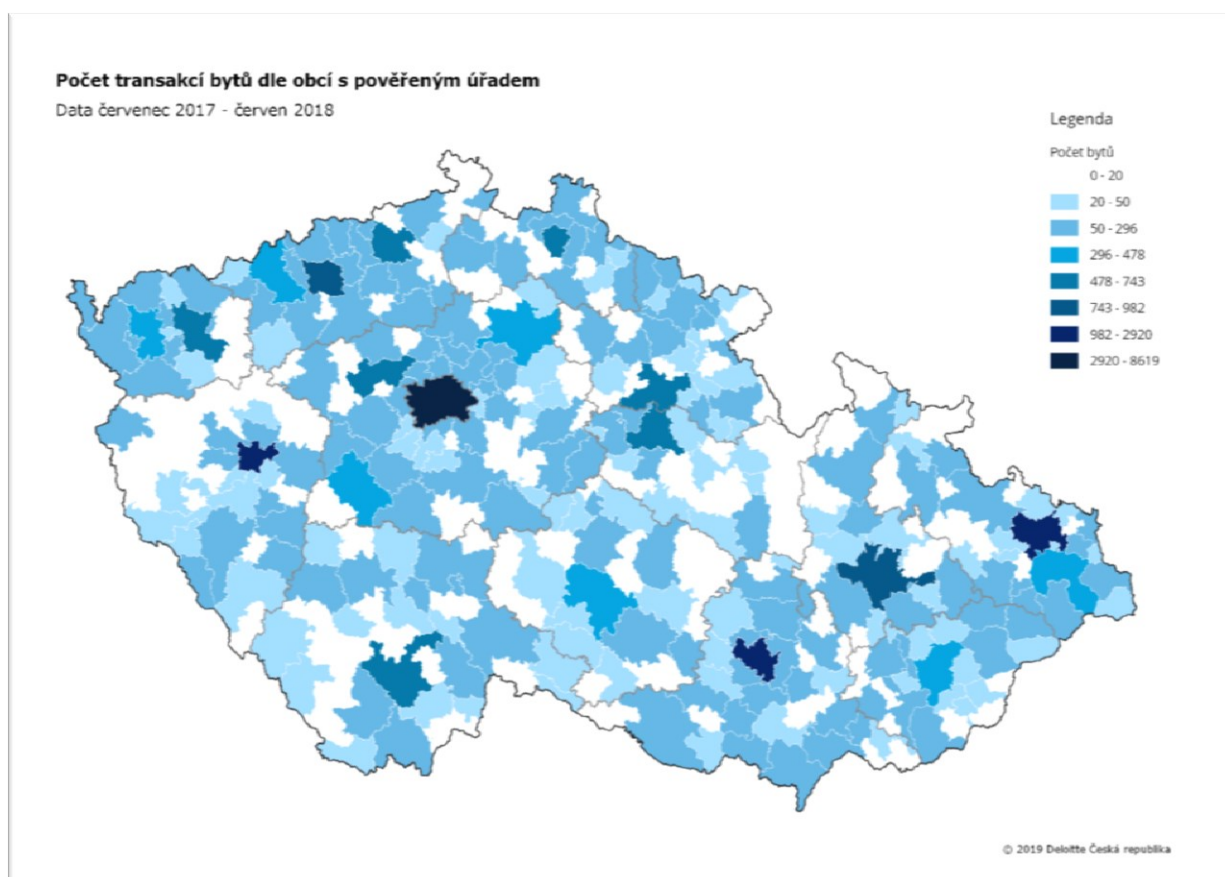 Počet transakcí bytů dle obcí s pověřeným úřadem
Data červenec 2017 - červen 2018
Legenda
Počet bytů
0 - 20
20 - 50
50 - 296
296 - 478
478 - 743
743 - 982
982 - 2920
2920 - 8619
© 2019 Deloitte Česká republika